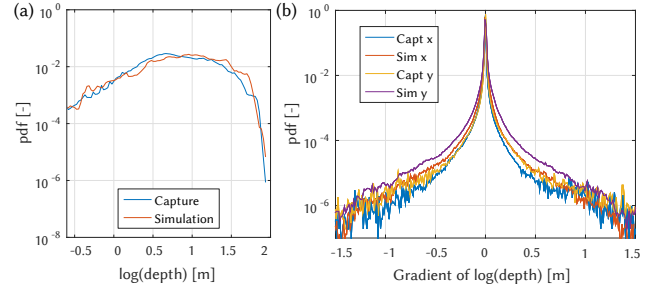 (a)
10^0
10^-2
10^-4
10^-6
10^-8
pdf [-]
Capture
Simulation
-0.5 0 0.5 1 1.5 2
log(depth) [m]
(b)
10^0
10^-2
10^-4
10^-6
pdf [-]
Capt x
Sim x
Capt y
Sim y
-1.5 -1 -0.5 0 0.5 1 1.5
Gradient of log(depth) [m]